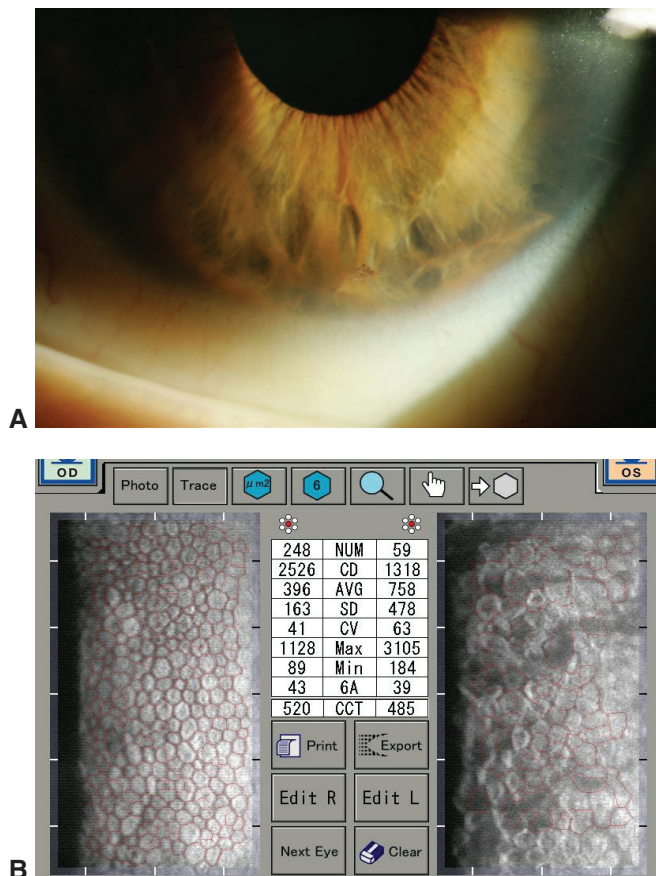 A
OD
OS
Photo
Trace
μm2
6
248 NUM 59
2526 CD 1318
396 AVG 758
163 SD 478
41 CV 63
1128 Max 3105
89 Min 184
43 6A 39
520 CCT 485
Print
Export
Edit R
Edit L
Next Eye
Clear
B